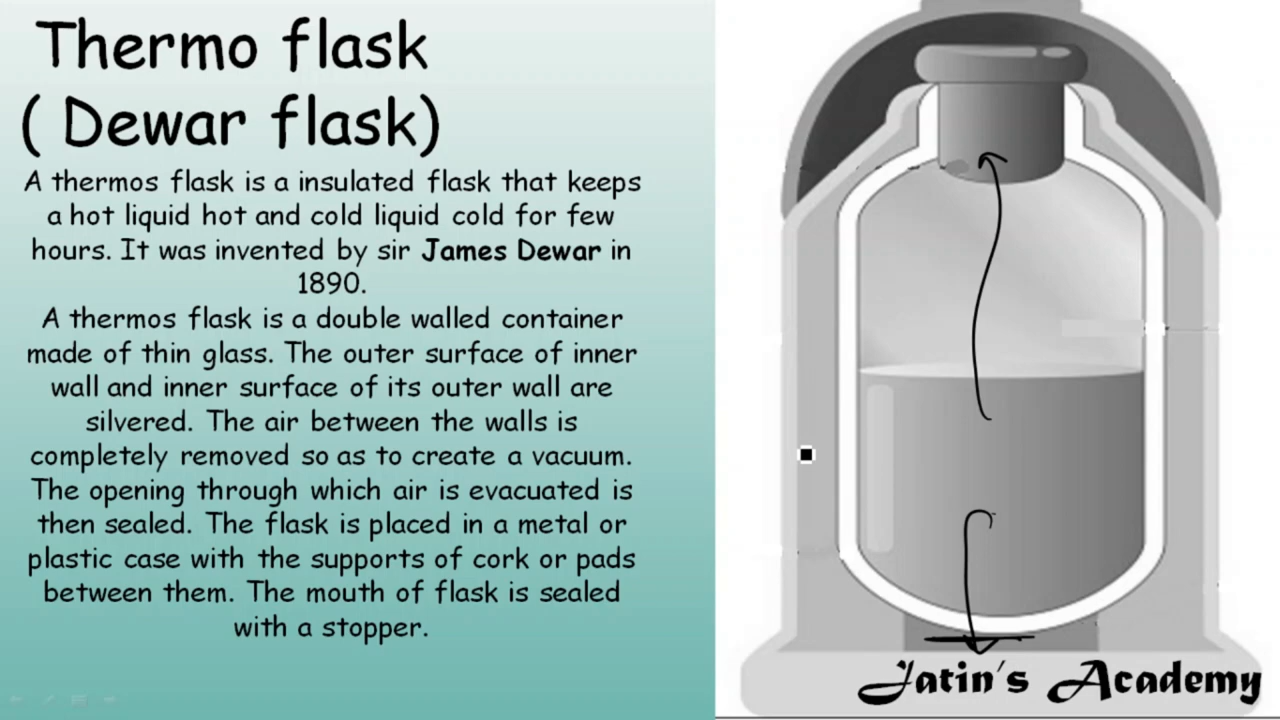 Thermo flask
( Dewar flask)
A thermos flask is a insulated flask that keeps
a hot liquid hot and cold liquid cold for few
hours. It was invented by sir James Dewar in
1890.
A thermos flask is a double walled container
made of thin glass. The outer surface of inner
wall and inner surface of its outer wall are
silvered. The air between the walls is
completely removed so as to create a vacuum.
The opening through which air is evacuated is
then sealed. The flask is placed in a metal or
plastic case with the supports of cork or pads
between them. The mouth of flask is sealed
with a stopper.
Jatin's Academy